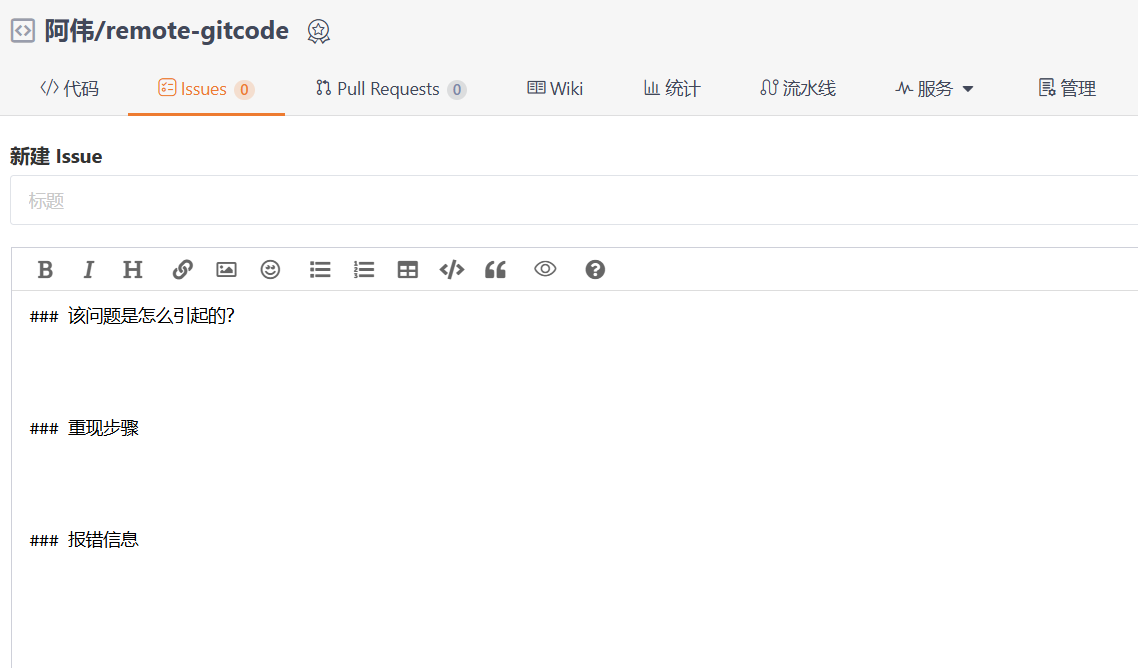 阿伟/remote-gitcode
代码 Issues 0 Pull Requests 0 Wiki 统计 流水线 服务 管理
新建 Issue
标题
B I H
### 该问题是怎么引起的?
### 重现步骤
### 报错信息